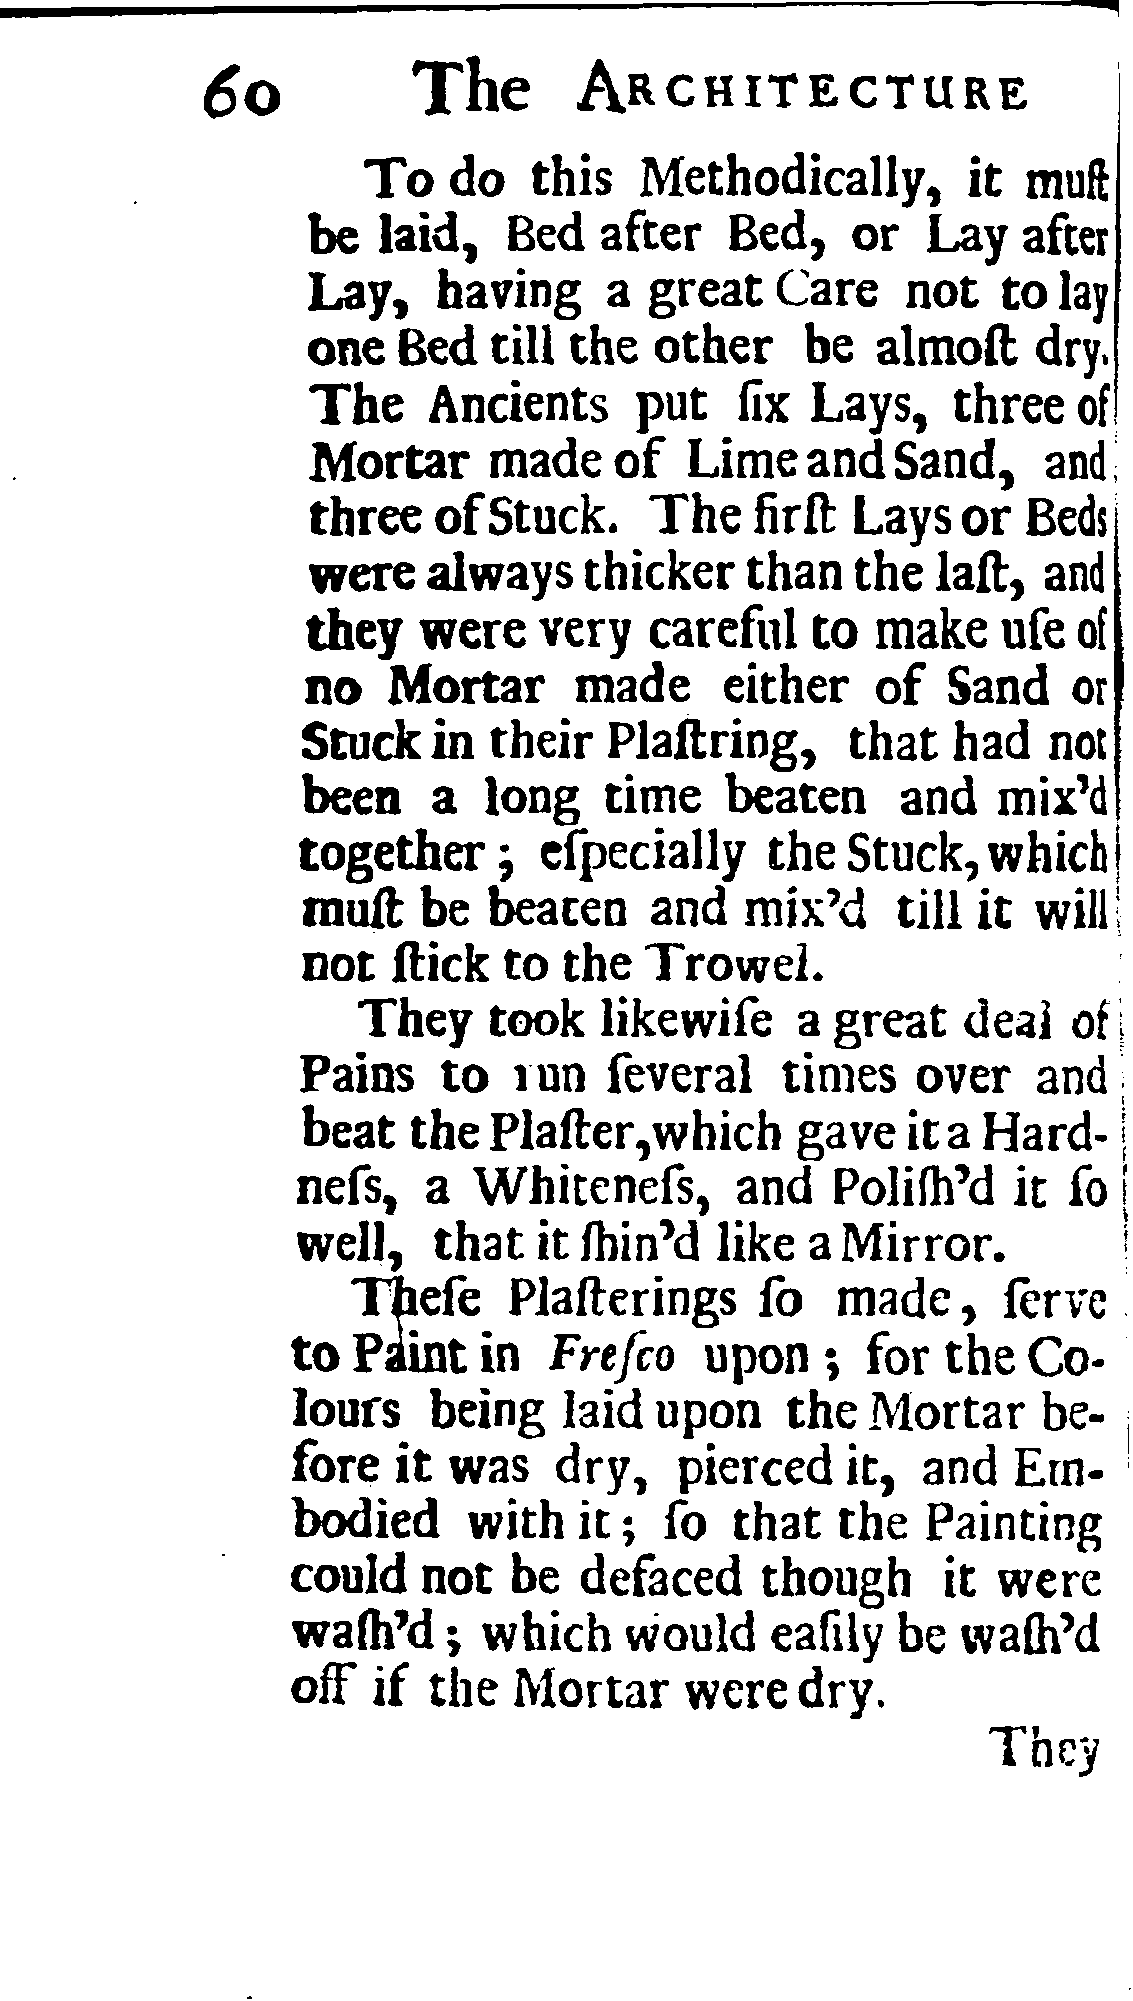 60 The ARCHITECTURE
To do this Methodically, it muſt
be laid, Bed after Bed, or Lay after
Lay, having a great Care not to lay
one Bed till the other be almoſt dry.
The Ancients put ſix Lays, three of
Mortar made of Lime and Sand, and
three of Stuck. The firſt Lays or Beds
were always thicker than the laſt, and
they were very careful to make uſe of
no Mortar made either of Sand or
Stuck in their Plaſtring, that had not
been a long time beaten and mix'd
together; eſpecially the Stuck, which
muſt be beaten and mix'd till it will
not ſtick to the Trowel.
They took likewiſe a great deal of
Pains to run ſeveral times over and
beat the Plaſter, which gave it a Hard-
neſs, a Whiteneſs, and Poliſh'd it ſo
well, that it ſhin'd like a Mirror.
Theſe Plaſterings ſo made, ſerve
to Paint in Freſco upon; for the Co-
lours being laid upon the Mortar be-
fore it was dry, pierced it, and Em-
bodied with it; ſo that the Painting
could not be defaced though it were
waſh'd; which would eaſily be waſh'd
off if the Mortar were dry.
They